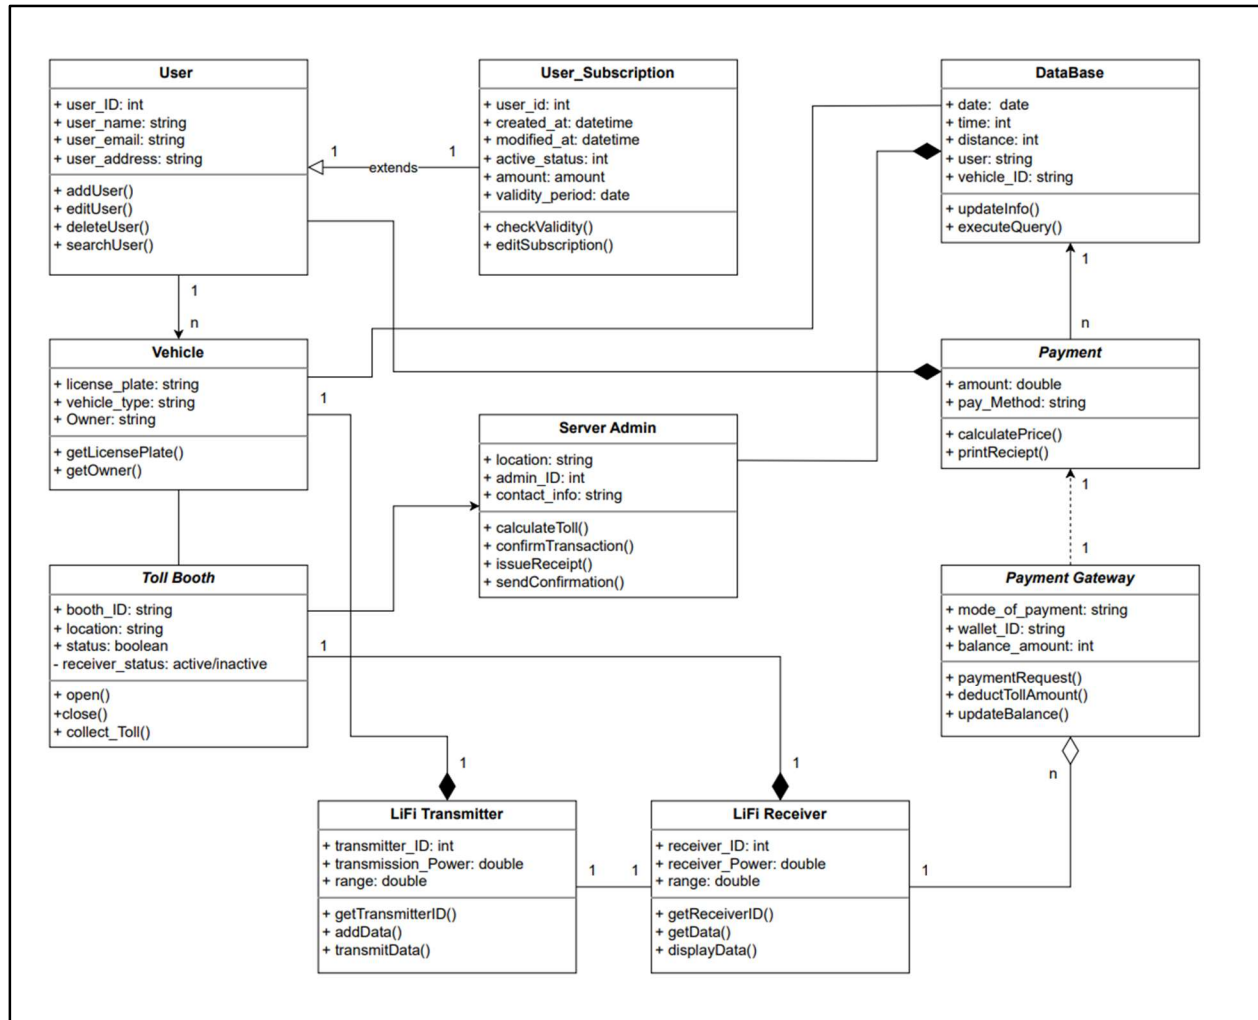 User
+ user_ID: int
+ user_name: string
+ user_email: string
+ user_address: string
+ addUser()
+ editUser()
+ deleteUser()
+ searchUser()
1
extends
1
User_Subscription
+ user_id: int
+ created_at: datetime
+ modified_at: datetime
+ active_status: int
+ amount: amount
+ validity_period: date
+ checkValidity()
+ editSubscription()
DataBase
+ date:  date
+ time: int
+ distance: int
+ user: string
+ vehicle_ID: string
+ updateInfo()
+ executeQuery()
1
n
1
n
Vehicle
+ license_plate: string
+ vehicle_type: string
+ Owner: string
+ getLicensePlate()
+ getOwner()
1
Server Admin
+ location: string
+ admin_ID: int
+ contact_info: string
+ calculateToll()
+ confirmTransaction()
+ issueReceipt()
+ sendConfirmation()
Payment
+ amount: double
+ pay_Method: string
+ calculatePrice()
+ printReciept()
1
1
Toll Booth
+ booth_ID: string
+ location: string
+ status: boolean
- receiver_status: active/inactive
+ open()
+close()
+ collect_Toll()
1
Payment Gateway
+ mode_of_payment: string
+ wallet_ID: string
+ balance_amount: int
+ paymentRequest()
+ deductTollAmount()
+ updateBalance()
1
1
n
LiFi Transmitter
+ transmitter_ID: int
+ transmission_Power: double
+ range: double
+ getTransmitterID()
+ addData()
+ transmitData()
1
1
LiFi Receiver
+ receiver_ID: int
+ receiver_Power: double
+ range: double
+ getReceiverID()
+ getData()
+ displayData()
1